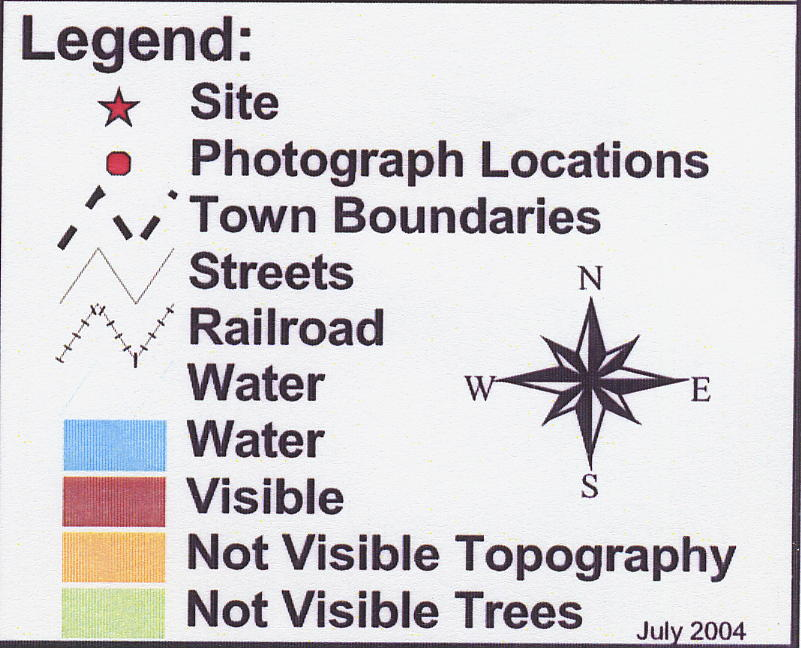 Legend:
Site
Photograph Locations
Town Boundaries
Streets
Railroad
Water
Water
Visible
Not Visible Topography
Not Visible Trees
N
W
E
S
July 2004